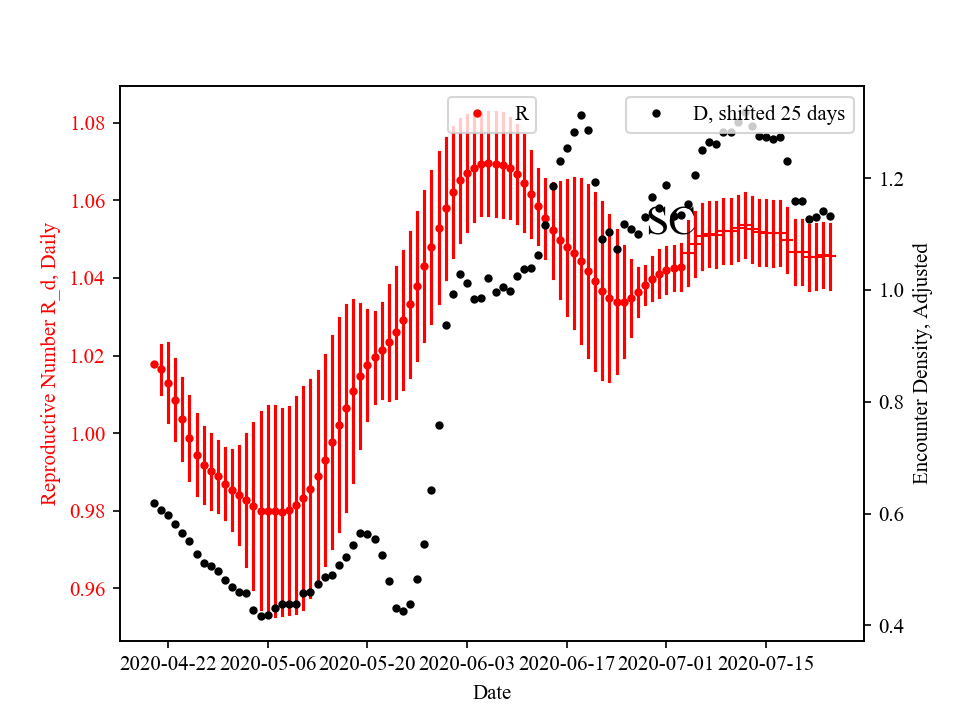 R
D, shifted 25 days
SC
1.08
1.06
1.04
1.02
1.00
0.98
0.96
Reproductive Number R_d, Daily
1.2
1.0
0.8
0.6
0.4
Encounter Density, Adjusted
2020-04-22 2020-05-06 2020-05-20 2020-06-03 2020-06-17 2020-07-01 2020-07-15
Date